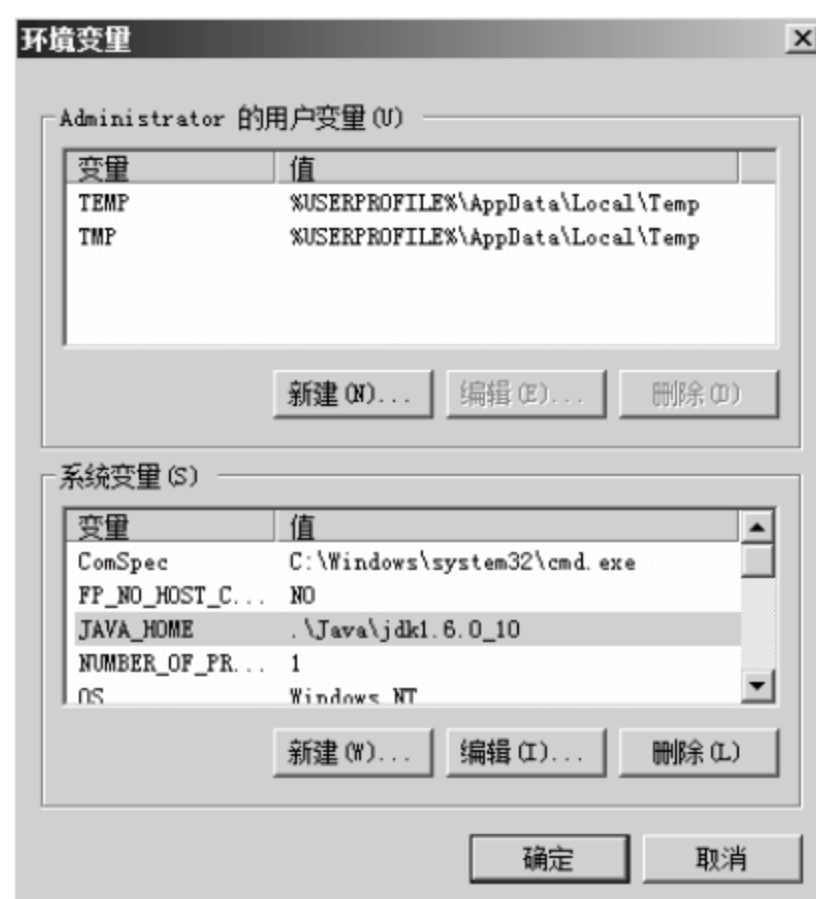 环境变量
Administrator 的用户变量(U)
变量 值
TEMP %USERPROFILE%\AppData\Local\Temp
TMP %USERPROFILE%\AppData\Local\Temp
新建(N)... 编辑(E)... 删除(D)
系统变量(S)
变量 值
ComSpec C:\Windows\system32\cmd.exe
FP_NO_HOST_C... NO
JAVA_HOME .\Java\jdk1.6.0_10
NUMBER_OF_PR... 1
OS Windows_NT
新建(W)... 编辑(I)... 删除(L)
确定 取消